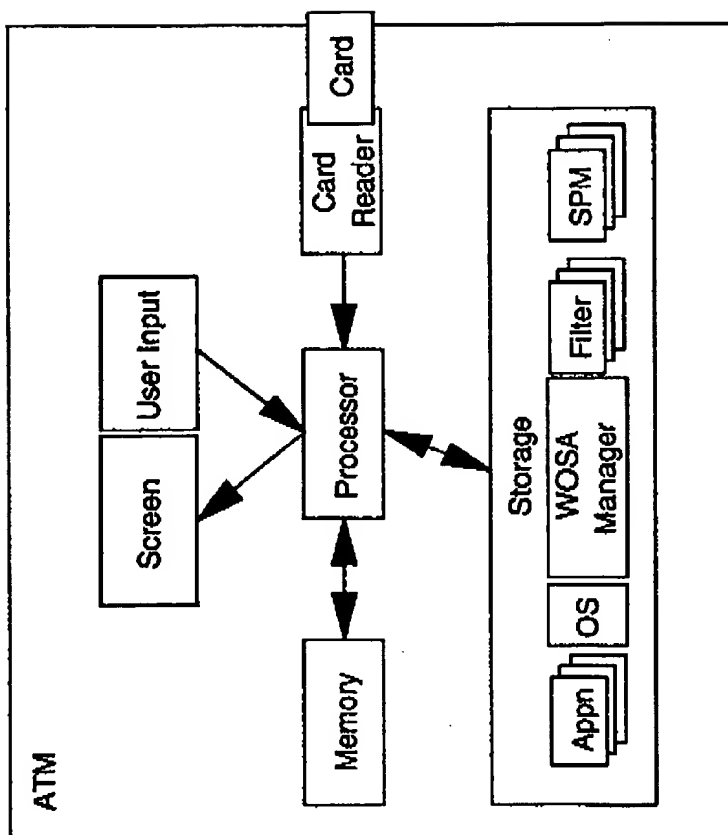 ATM
Screen
User Input
Memory
Processor
Card
Reader
Card
Storage
Appn
OS
WOSA
Manager
Filter
SPM